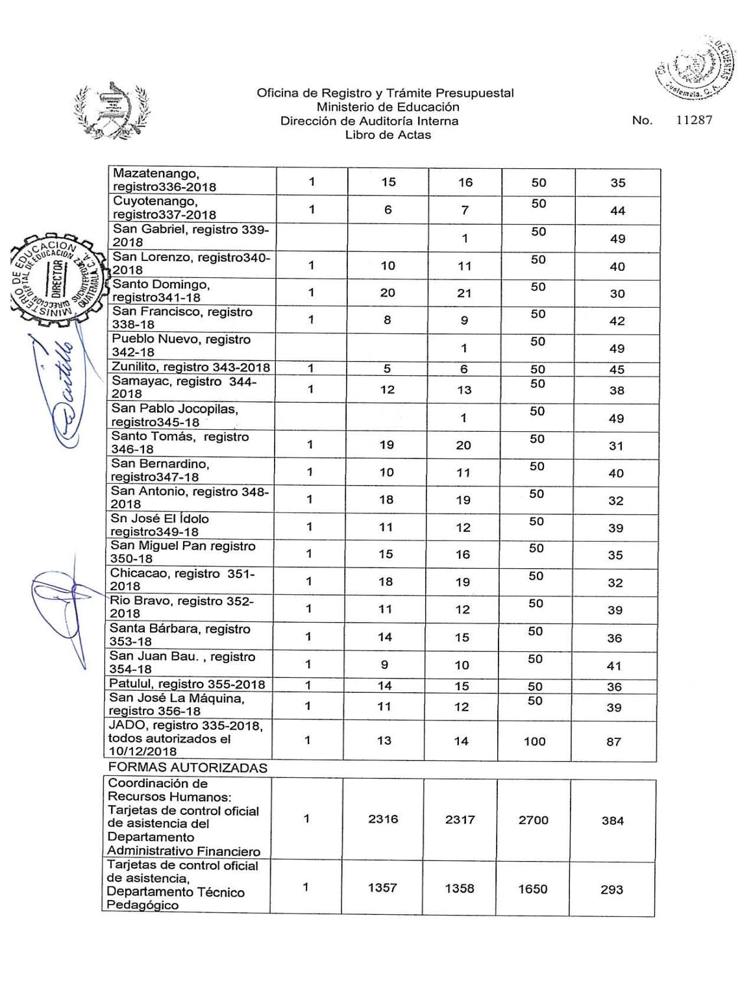 DE CUENTAS
Guatemala, C. A.
Oficina de Registro y Trámite Presupuestal
Ministerio de Educación
Dirección de Auditoría Interna
Libro de Actas
No. 11287
Mazatenango,
registro336-2018 1 15 16 50 35
Cuyotenango,
registro337-2018 1 6 7 50 44
San Gabriel, registro 339-
2018 1 50 49
San Lorenzo, registro340-
2018 1 10 11 50 40
Santo Domingo,
registro341-18 1 20 21 50 30
San Francisco, registro
338-18 1 8 9 50 42
Pueblo Nuevo, registro
342-18 1 50 49
Zunilito, registro 343-2018 1 5 6 50 45
Samayac, registro 344-
2018 1 12 13 50 38
San Pablo Jocopilas,
registro345-18 1 50 49
Santo Tomás, registro
346-18 1 19 20 50 31
San Bernardino,
registro347-18 1 10 11 50 40
San Antonio, registro 348-
2018 1 18 19 50 32
Sn José El Ídolo
registro349-18 1 11 12 50 39
San Miguel Pan registro
350-18 1 15 16 50 35
Chicacao, registro 351-
2018 1 18 19 50 32
Rio Bravo, registro 352-
2018 1 11 12 50 39
Santa Bárbara, registro
353-18 1 14 15 50 36
San Juan Bau. , registro
354-18 1 9 10 50 41
Patulul, registro 355-2018 1 14 15 50 36
San José La Máquina,
registro 356-18 1 11 12 50 39
JADO, registro 335-2018,
todos autorizados el 1 13 14 100 87
10/12/2018
FORMAS AUTORIZADAS
Coordinación de
Recursos Humanos:
Tarjetas de control oficial
de asistencia del 1 2316 2317 2700 384
Departamento
Administrativo Financiero
Tarjetas de control oficial
de asistencia,
Departamento Técnico 1 1357 1358 1650 293
Pedagógico
MINISTERIO DE EDUCACION
GUATEMALA, C.A.
DIRECCION DEPTAL DE EDUCACION
SUCHITEPEQUEZ
DIRECTOR